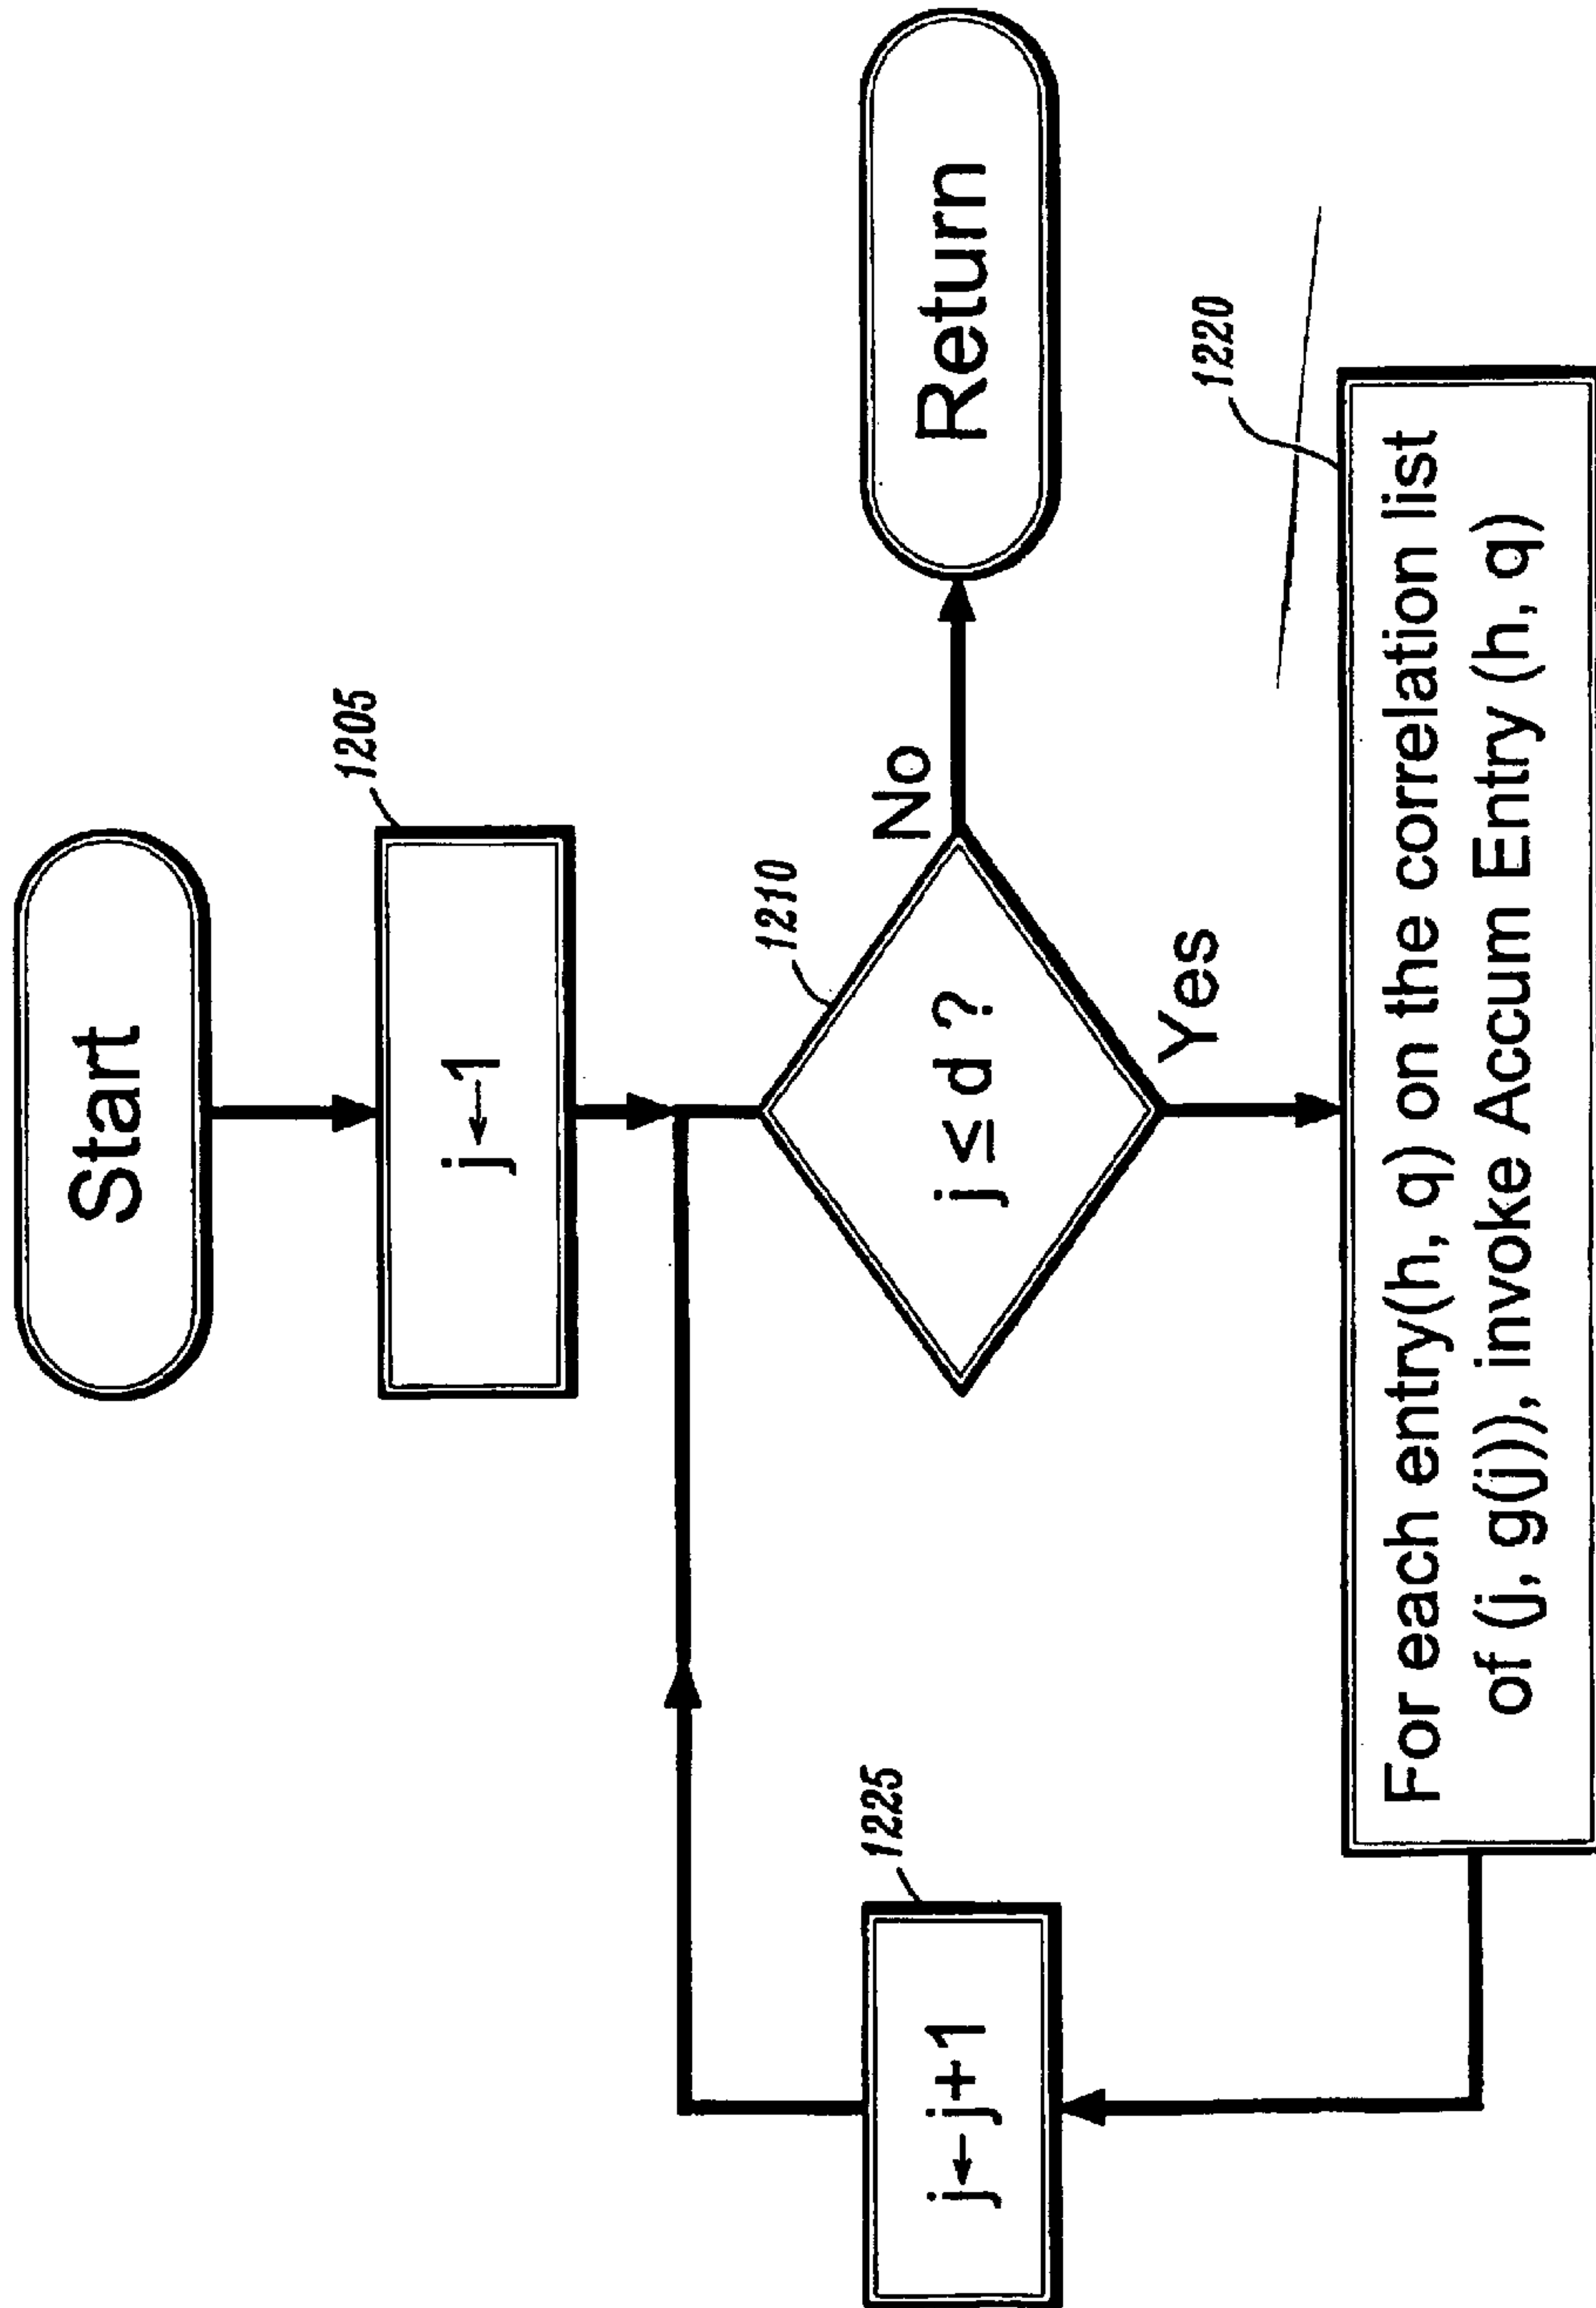 Start
1205
j←1
1210
j ≤ d ?
No
Return
Yes
1220
For each entry(h, q) on the correlation list
of (j, g(j)), invoke Accum Entry (h, q)
1225
j←j+1